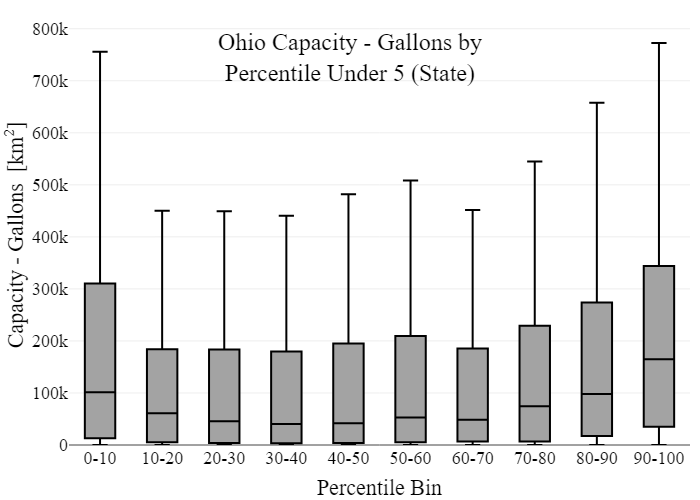 Ohio Capacity - Gallons by
Percentile Under 5 (State)
Capacity - Gallons [km²]
800k
700k
600k
500k
400k
300k
200k
100k
0
0-10 10-20 20-30 30-40 40-50 50-60 60-70 70-80 80-90 90-100
Percentile Bin